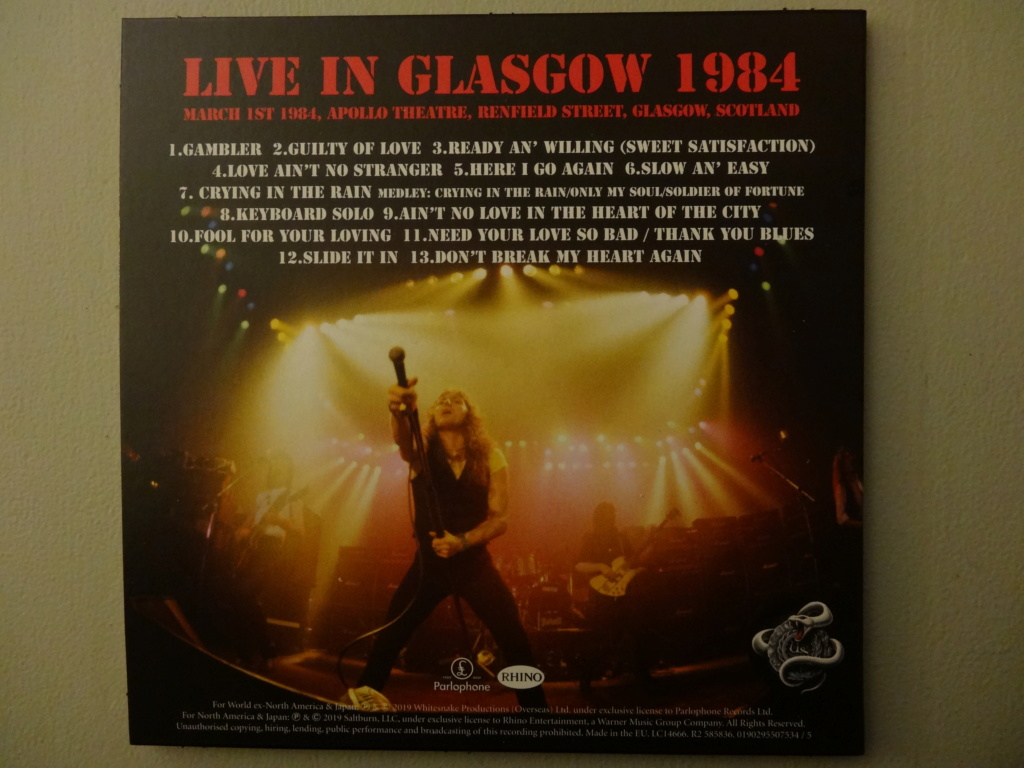 LIVE IN GLASGOW 1984
MARCH 1ST 1984, APOLLO THEATRE, RENFIELD STREET, GLASGOW, SCOTLAND
1.GAMBLER 2.GUILTY OF LOVE 3.READY AN' WILLING (SWEET SATISFACTION)
4.LOVE AIN'T NO STRANGER 5.HERE I GO AGAIN 6.SLOW AN' EASY
7. CRYING IN THE RAIN MEDLEY: CRYING IN THE RAIN/ONLY MY SOUL/SOLDIER OF FORTUNE
8.KEYBOARD SOLO 9.AIN'T NO LOVE IN THE HEART OF THE CITY
10.FOOL FOR YOUR LOVING 11.NEED YOUR LOVE SO BAD / THANK YOU BLUES
12.SLIDE IT IN 13.DON'T BREAK MY HEART AGAIN
Parlophone
RHINO
For World ex-North America & Japan: ℗ & © 2019 Whitesnake Productions (Overseas) Ltd. under exclusive license to Parlophone Records Ltd.
For North America & Japan: ℗ & © 2019 Saltburn, LLC, under exclusive license to Rhino Entertainment, a Warner Music Group Company. All Rights Reserved.
Unauthorised copying, hiring, lending, public performance and broadcasting of this recording prohibited. Made in the EU. LC14666. R2 585836. 0190295507534 / 5